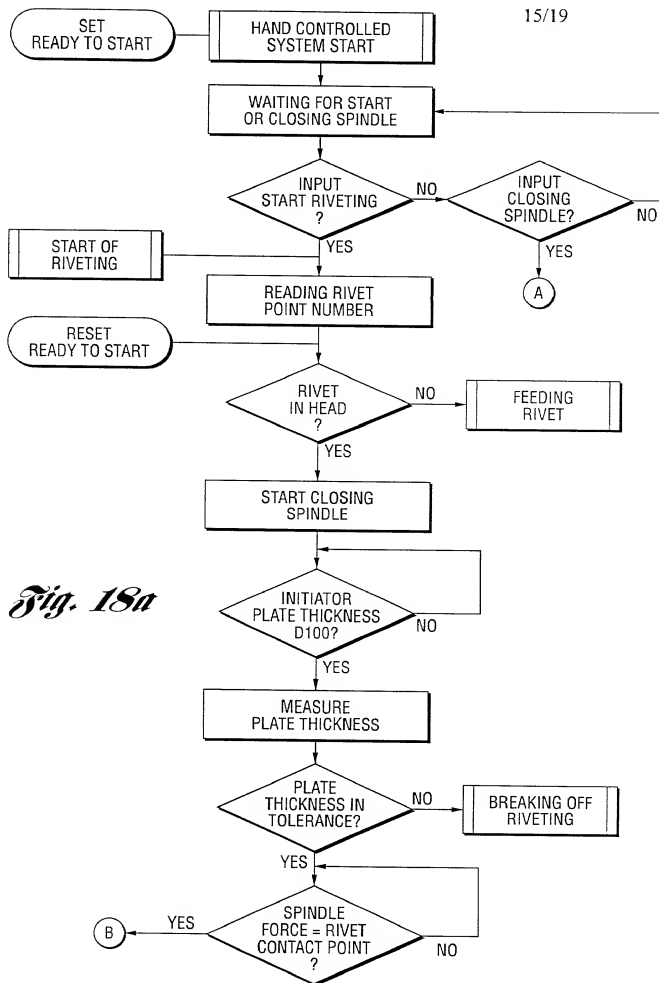 15/19
SET
READY TO START
HAND CONTROLLED
SYSTEM START
WAITING FOR START
OR CLOSING SPINDLE
INPUT
START RIVETING
?
NO
INPUT
CLOSING
SPINDLE?
NO
YES
YES
A
START OF
RIVETING
READING RIVET
POINT NUMBER
RESET
READY TO START
RIVET
IN HEAD
?
NO
FEEDING
RIVET
YES
START CLOSING
SPINDLE
Fig. 18a
INITIATOR
PLATE THICKNESS
D100?
NO
YES
MEASURE
PLATE THICKNESS
PLATE
THICKNESS IN
TOLERANCE?
NO
BREAKING OFF
RIVETING
YES
SPINDLE
FORCE = RIVET
CONTACT POINT
?
YES
B
NO